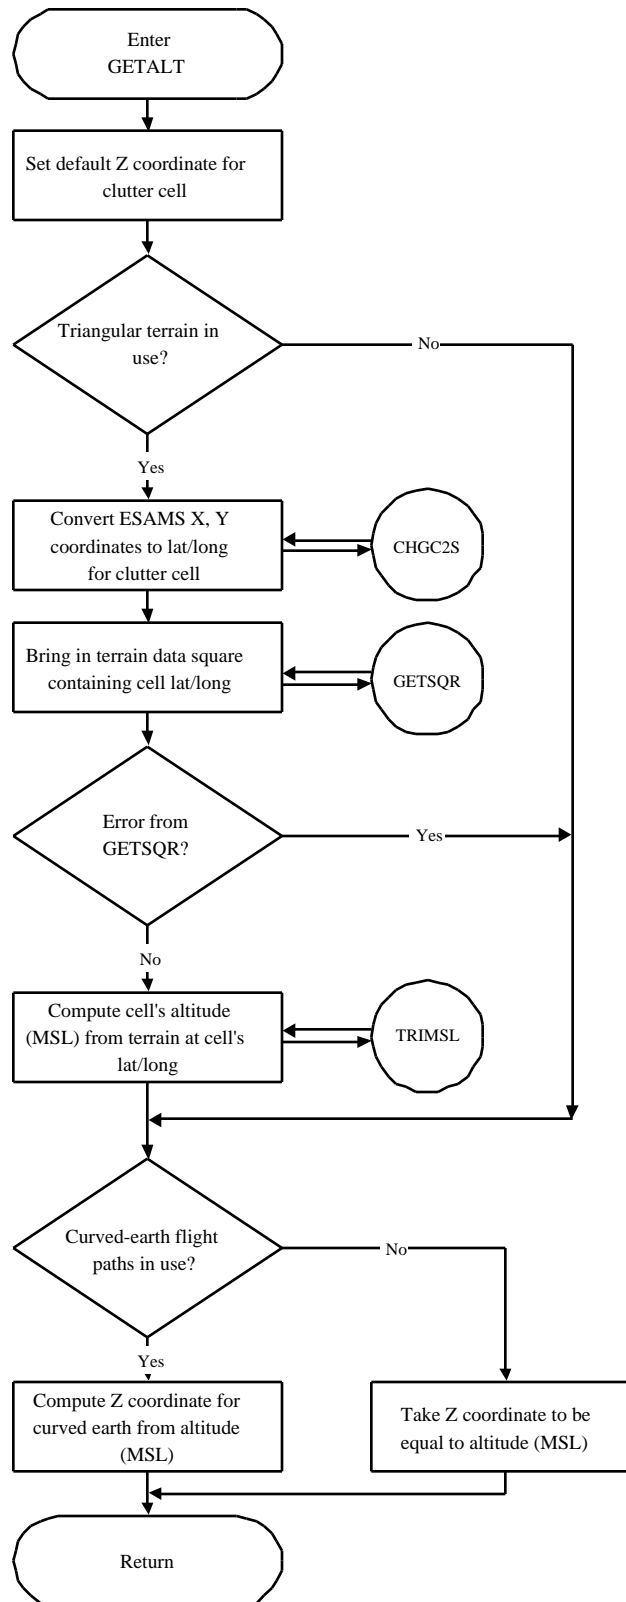 Enter
GETALT
Set default Z coordinate for
clutter cell
Triangular terrain in
use?
No
Yes
Convert ESAMS X, Y
coordinates to lat/long
for clutter cell
CHGC2S
Bring in terrain data square
containing cell lat/long
GETSQR
Error from
GETSQR?
Yes
No
Compute cell's altitude
(MSL) from terrain at cell's
lat/long
TRIMSL
Curved-earth flight
paths in use?
No
Yes
Compute Z coordinate for
curved earth from altitude
(MSL)
Take Z coordinate to be
equal to altitude (MSL)
Return